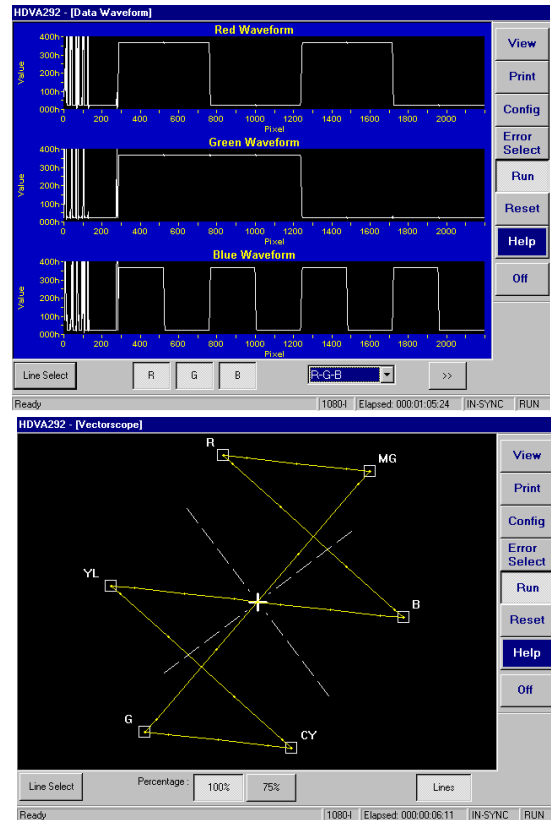 HDVA292 - [Data Waveform]
Red Waveform
Value
400h
300h
200h
100h
000h
0 200 400 600 800 1000 1200 1400 1600 1800 2000
Pixel
Green Waveform
Value
400h
300h
200h
100h
000h
0 200 400 600 800 1000 1200 1400 1600 1800 2000
Pixel
Blue Waveform
Value
400h
300h
200h
100h
000h
0 200 400 600 800 1000 1200 1400 1600 1800 2000
Pixel
View
Print
Config
Error Select
Run
Reset
Help
Off
Line Select R G B R-G-B >>
Ready 1080-I Elapsed: 000:01:05:24 IN-SYNC RUN
HDVA292 - [Vectorscope]
R
MG
YL
B
G
CY
View
Print
Config
Error Select
Run
Reset
Help
Off
Line Select Percentage : 100% 75% Lines
Ready 1080-I Elapsed: 000:00:06:11 IN-SYNC RUN